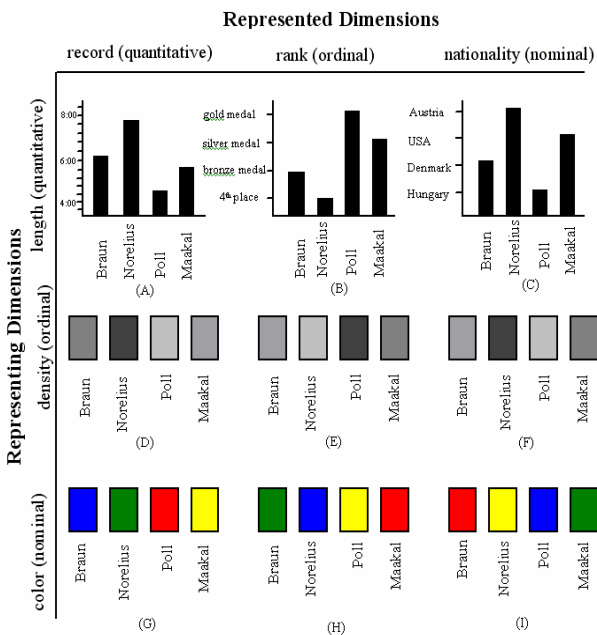 Represented Dimensions
record (quantitative)
rank (ordinal)
nationality (nominal)
Representing Dimensions
length (quantitative)
8:00
6:00
4:00
Braun
Norelius
Poll
Maakal
(A)
gold medal
silver medal
bronze medal
4th place
Braun
Norelius
Poll
Maakal
(B)
Austria
USA
Denmark
Hungary
Braun
Norelius
Poll
Maakal
(C)
density (ordinal)
Braun
Norelius
Poll
Maakal
(D)
Braun
Norelius
Poll
Maakal
(E)
Braun
Norelius
Poll
Maakal
(F)
color (nominal)
Braun
Norelius
Poll
Maakal
(G)
Braun
Norelius
Poll
Maakal
(H)
Braun
Norelius
Poll
Maakal
(I)